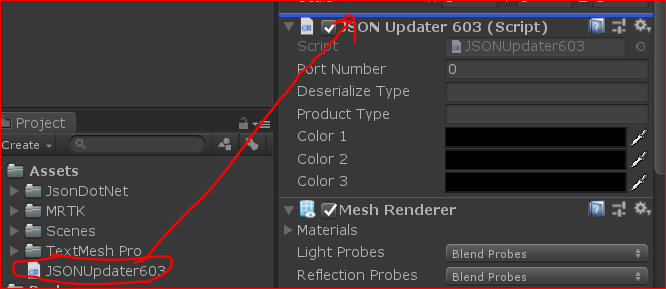 JSON Updater 603 (Script)
Script
JSONUpdater603
Port Number
0
Deserialize Type
Product Type
Color 1
Color 2
Color 3
Mesh Renderer
Materials
Light Probes
Blend Probes
Reflection Probes
Blend Probes
Project
Create
Assets
JsonDotNet
MRTK
Scenes
TextMesh Pro
JSONUpdater603